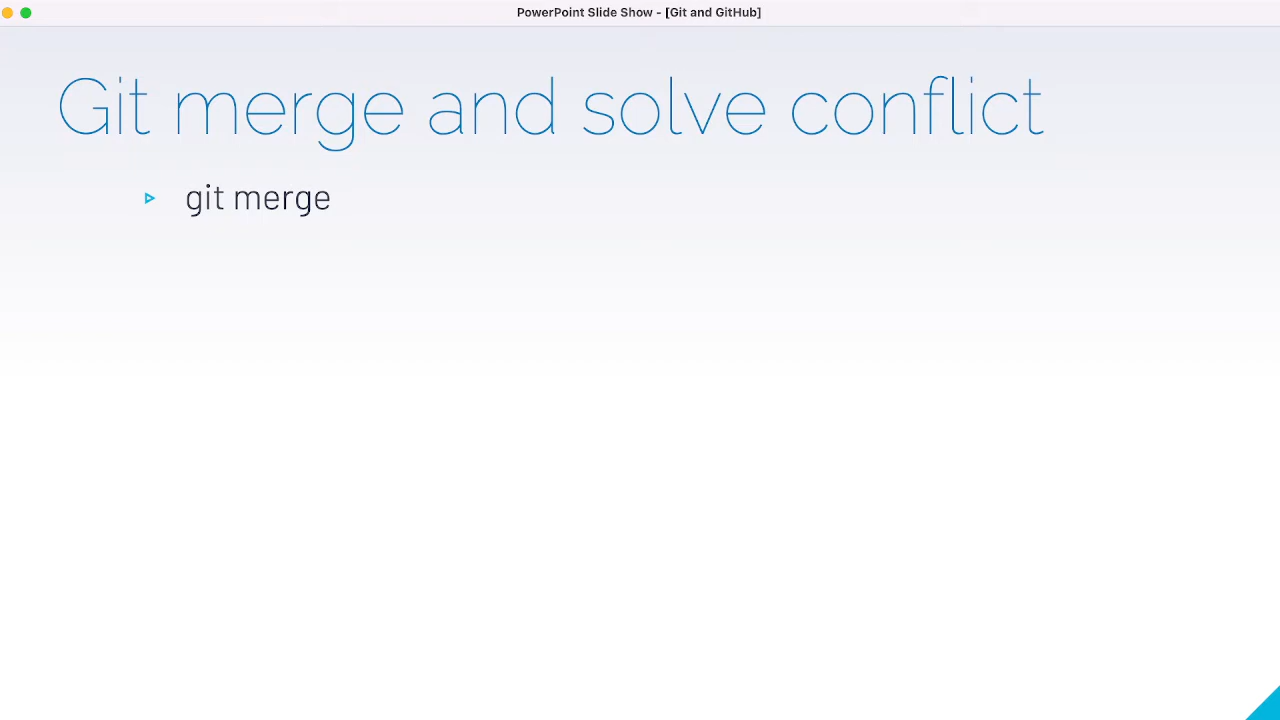 PowerPoint Slide Show - [Git and GitHub]
Git merge and solve conflict
git merge